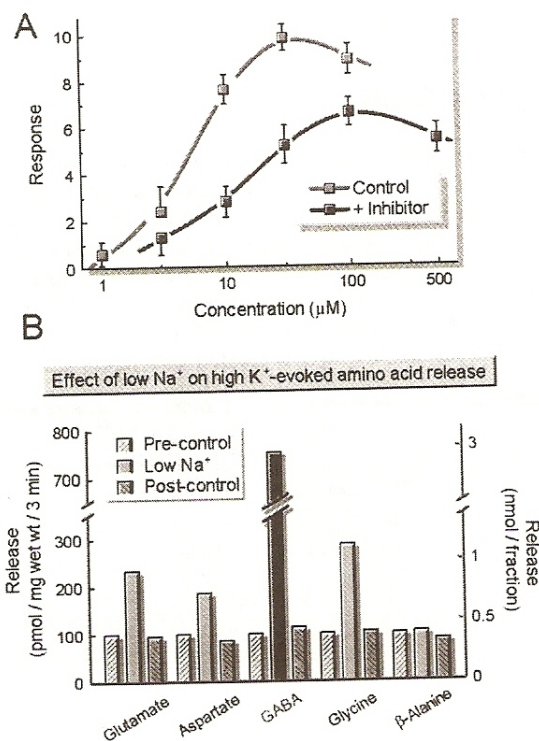 A
10
8
6
4
2
0
Response
Control
+ Inhibitor
1 10 100 500
Concentration (μM)
B
Effect of low Na⁺ on high K⁺-evoked amino acid release
800
700
300
200
100
0
Release
(pmol / mg wet wt / 3 min)
Pre-control
Low Na⁺
Post-control
3
1
0.5
0
Release
(nmol / fraction)
Glutamate Aspartate GABA Glycine β-Alanine